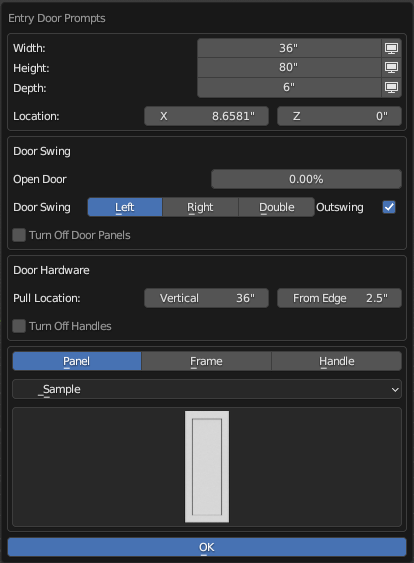 Entry Door Prompts
Width: 36"
Height: 80"
Depth: 6"
Location: X 8.6581" Z 0"
Door Swing
Open Door 0.00%
Door Swing Left Right Double Outswing
Turn Off Door Panels
Door Hardware
Pull Location: Vertical 36" From Edge 2.5"
Turn Off Handles
Panel Frame Handle
_Sample
OK